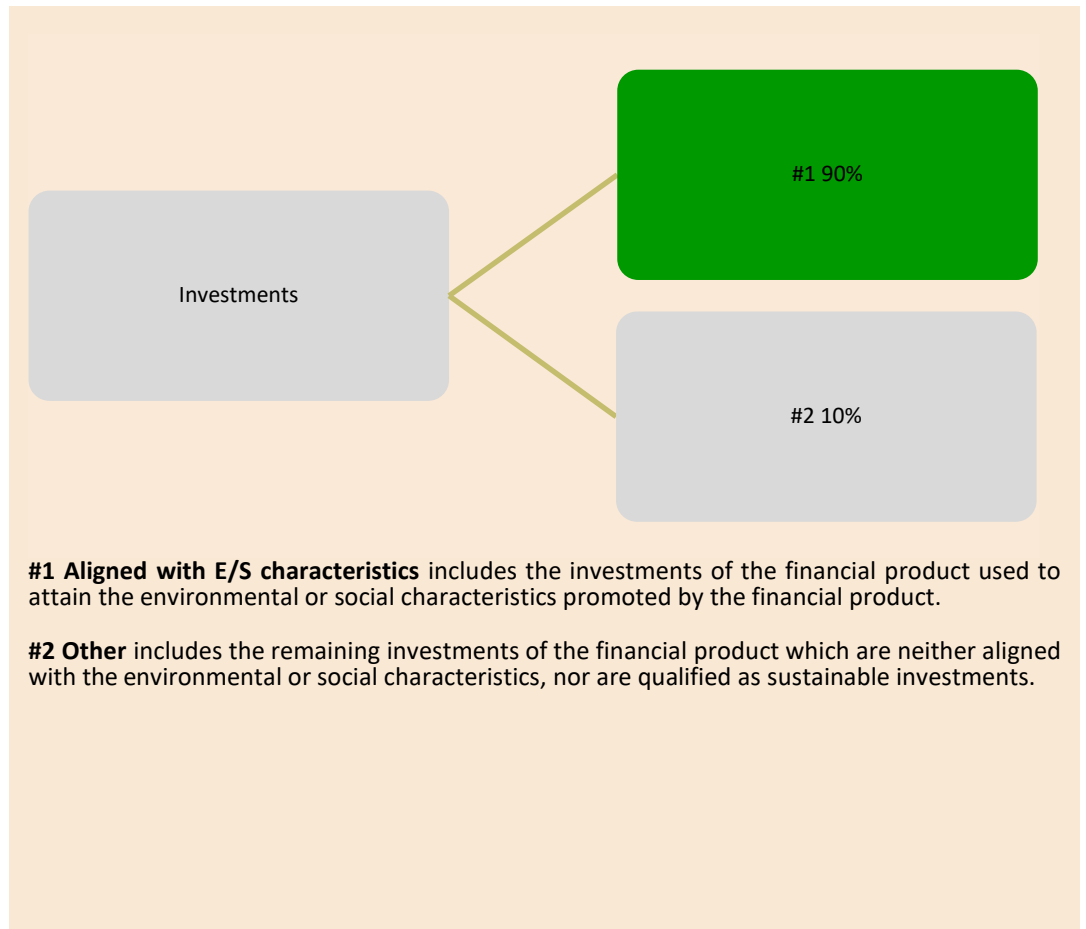 #1 90%
Investments
#2 10%
#1 Aligned with E/S characteristics includes the investments of the financial product used to
attain the environmental or social characteristics promoted by the financial product.
#2 Other includes the remaining investments of the financial product which are neither aligned
with the environmental or social characteristics, nor are qualified as sustainable investments.